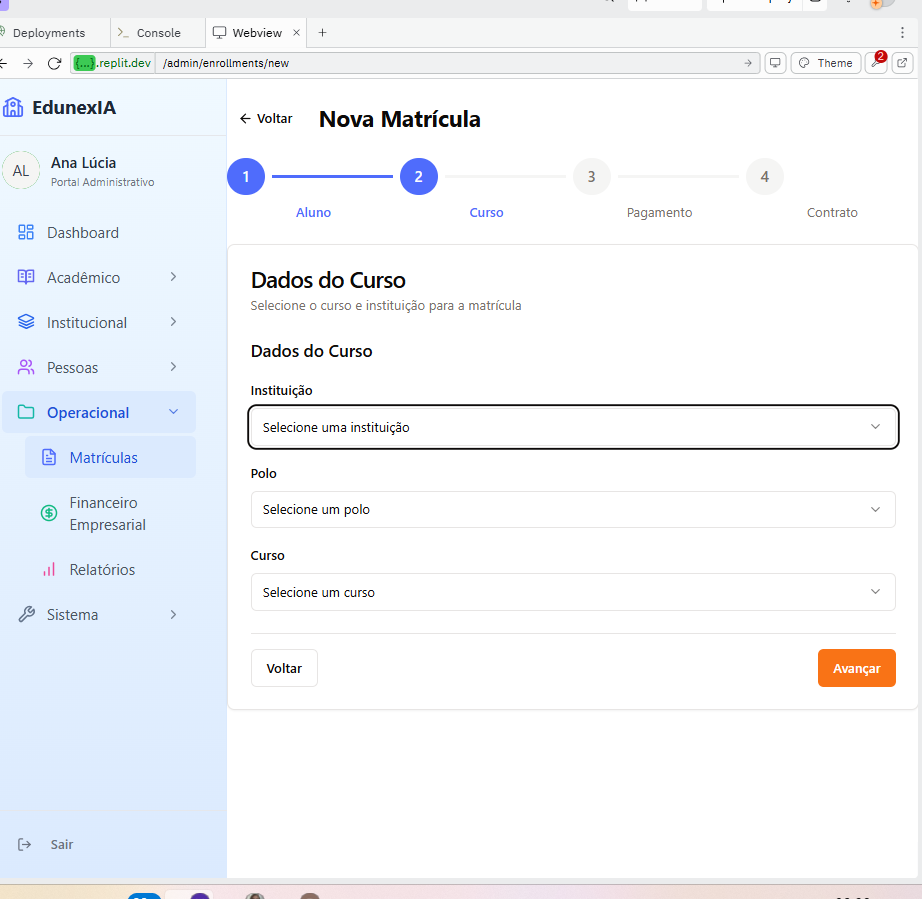 Deployments
Console
Webview
{...}.replit.dev
/admin/enrollments/new
Theme
2
EdunexIA
AL
Ana Lúcia
Portal Administrativo
Dashboard
Acadêmico
Institucional
Pessoas
Operacional
Matrículas
Financeiro
Empresarial
Relatórios
Sistema
Sair
Voltar
Nova Matrícula
1
2
3
4
Aluno
Curso
Pagamento
Contrato
Dados do Curso
Selecione o curso e instituição para a matrícula
Dados do Curso
Instituição
Selecione uma instituição
Polo
Selecione um polo
Curso
Selecione um curso
Voltar
Avançar